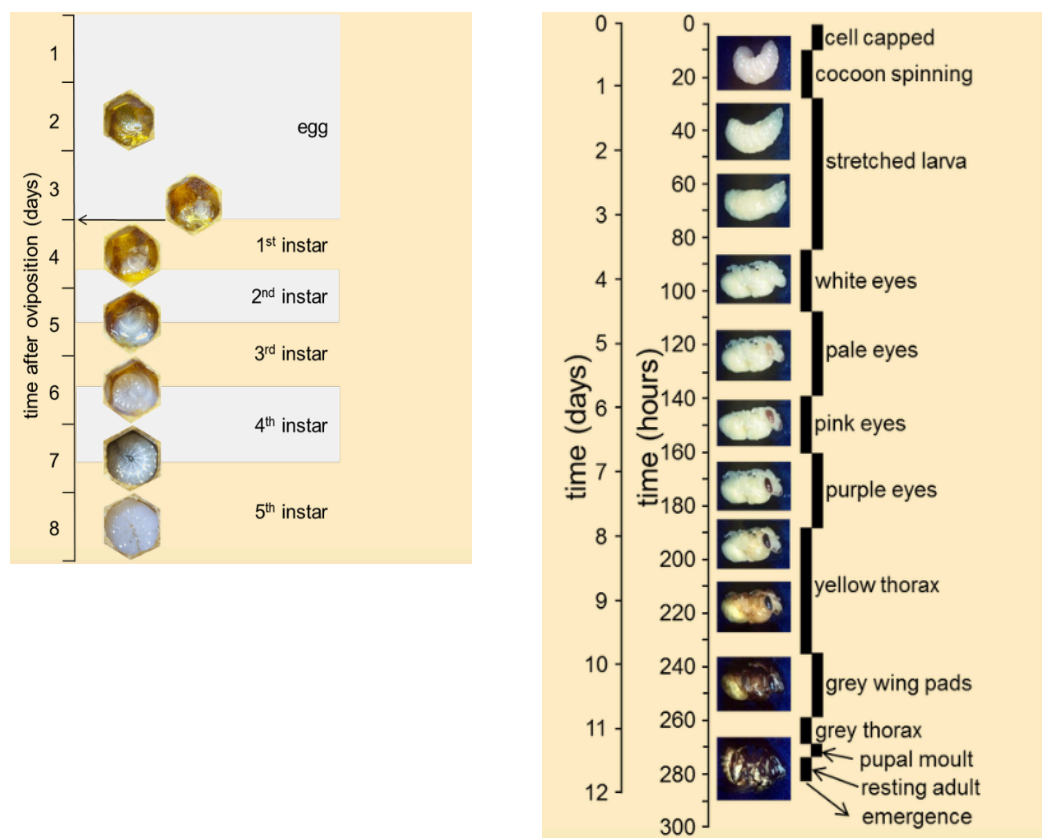 time after oviposition (days)
1
2
3
4
5
6
7
8
egg
1st instar
2nd instar
3rd instar
4th instar
5th instar
time (days)
0
1
2
3
4
5
6
7
8
9
10
11
12
time (hours)
0
20
40
60
80
100
120
140
160
180
200
220
240
260
280
300
cell capped
cocoon spinning
stretched larva
white eyes
pale eyes
pink eyes
purple eyes
yellow thorax
grey wing pads
grey thorax
pupal moult
resting adult
emergence